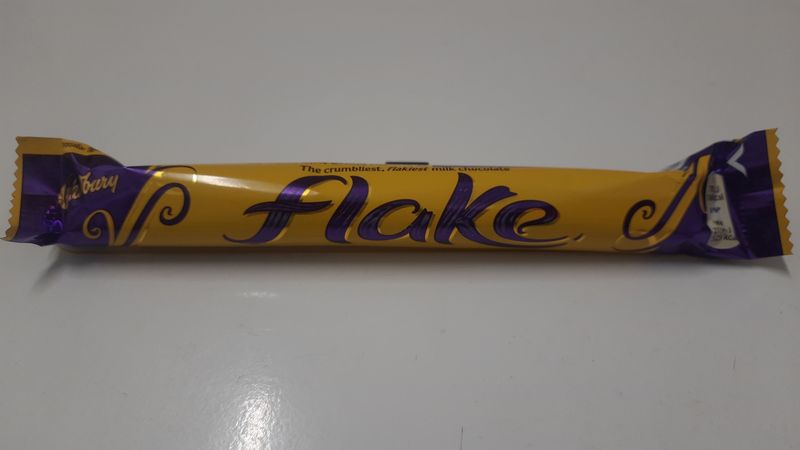 The crumbliest, flakiest milk chocolate
Cadbury
flake